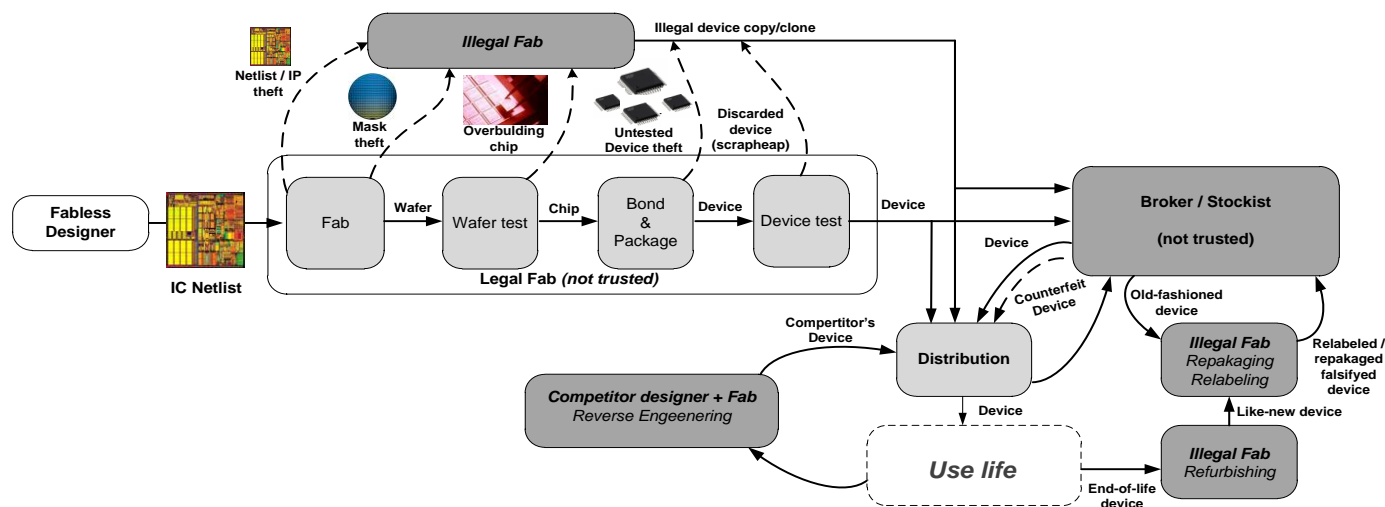 Illegal Fab
Illegal device copy/clone
Netlist / IP
theft
Mask
theft
Overbulding
chip
Untested
Device theft
Discarded
device
(scrapheap)
Fabless
Designer
IC Netlist
Fab
Wafer
Wafer test
Chip
Bond
&
Package
Device
Device test
Device
Legal Fab (not trusted)
Broker / Stockist
(not trusted)
Device
Counterfeit
Device
Old-fashioned
device
Compertitor's
Device
Distribution
Illegal Fab
Repakaging
Relabeling
Relabeled /
repakaged
falsifyed
device
Competitor designer + Fab
Reverse Engeenering
Device
Like-new device
Use life
End-of-life
device
Illegal Fab
Refurbishing